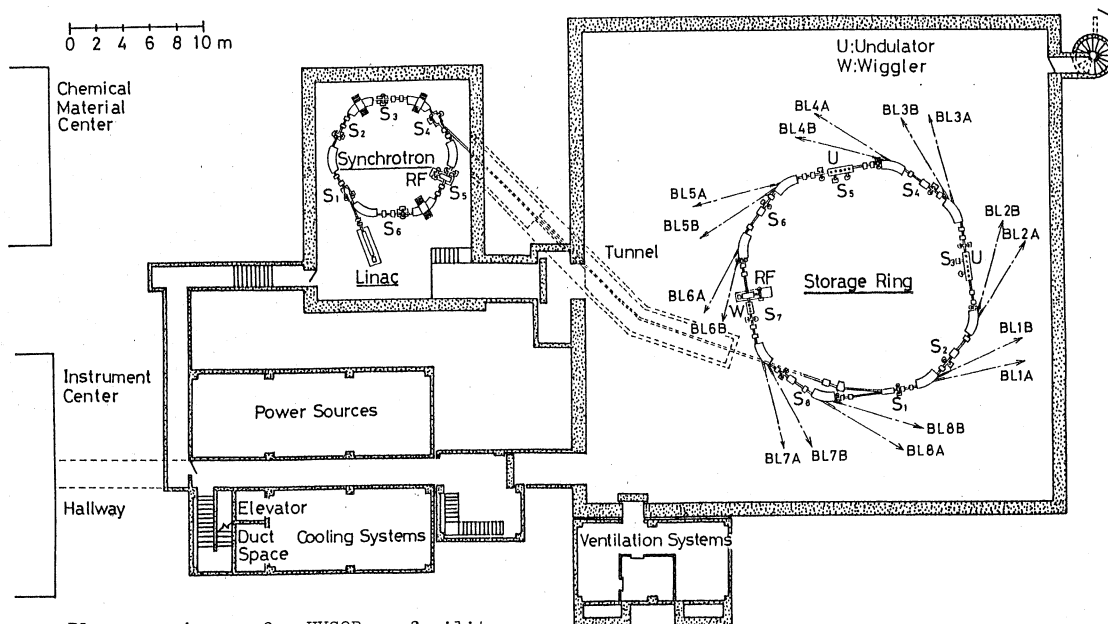 0 2 4 6 8 10 m
Chemical
Material
Center
U:Undulator
W:Wiggler
S2
S3
S4
Synchrotron
RF
S5
S1
S6
Linac
Tunnel
BL4A
BL4B
BL3B
BL3A
U
S5
S4
BL5A
BL5B
S6
BL2B
BL2A
S3
U
Storage Ring
RF
W
S7
BL6A
BL6B
S2
BL1B
BL1A
S8
S1
BL8B
BL8A
BL7A
BL7B
Instrument
Center
Power Sources
Hallway
Elevator
Duct
Space
Cooling Systems
Ventilation Systems